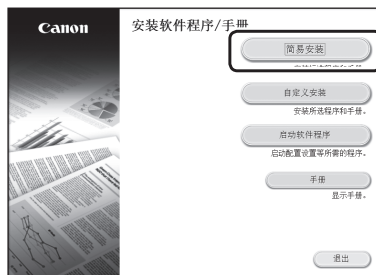 Canon
安装软件程序/手册
简易安装
自定义安装
安装所选程序和手册。
启动软件程序
启动配置设置等所需的程序。
手册
显示手册。
退出